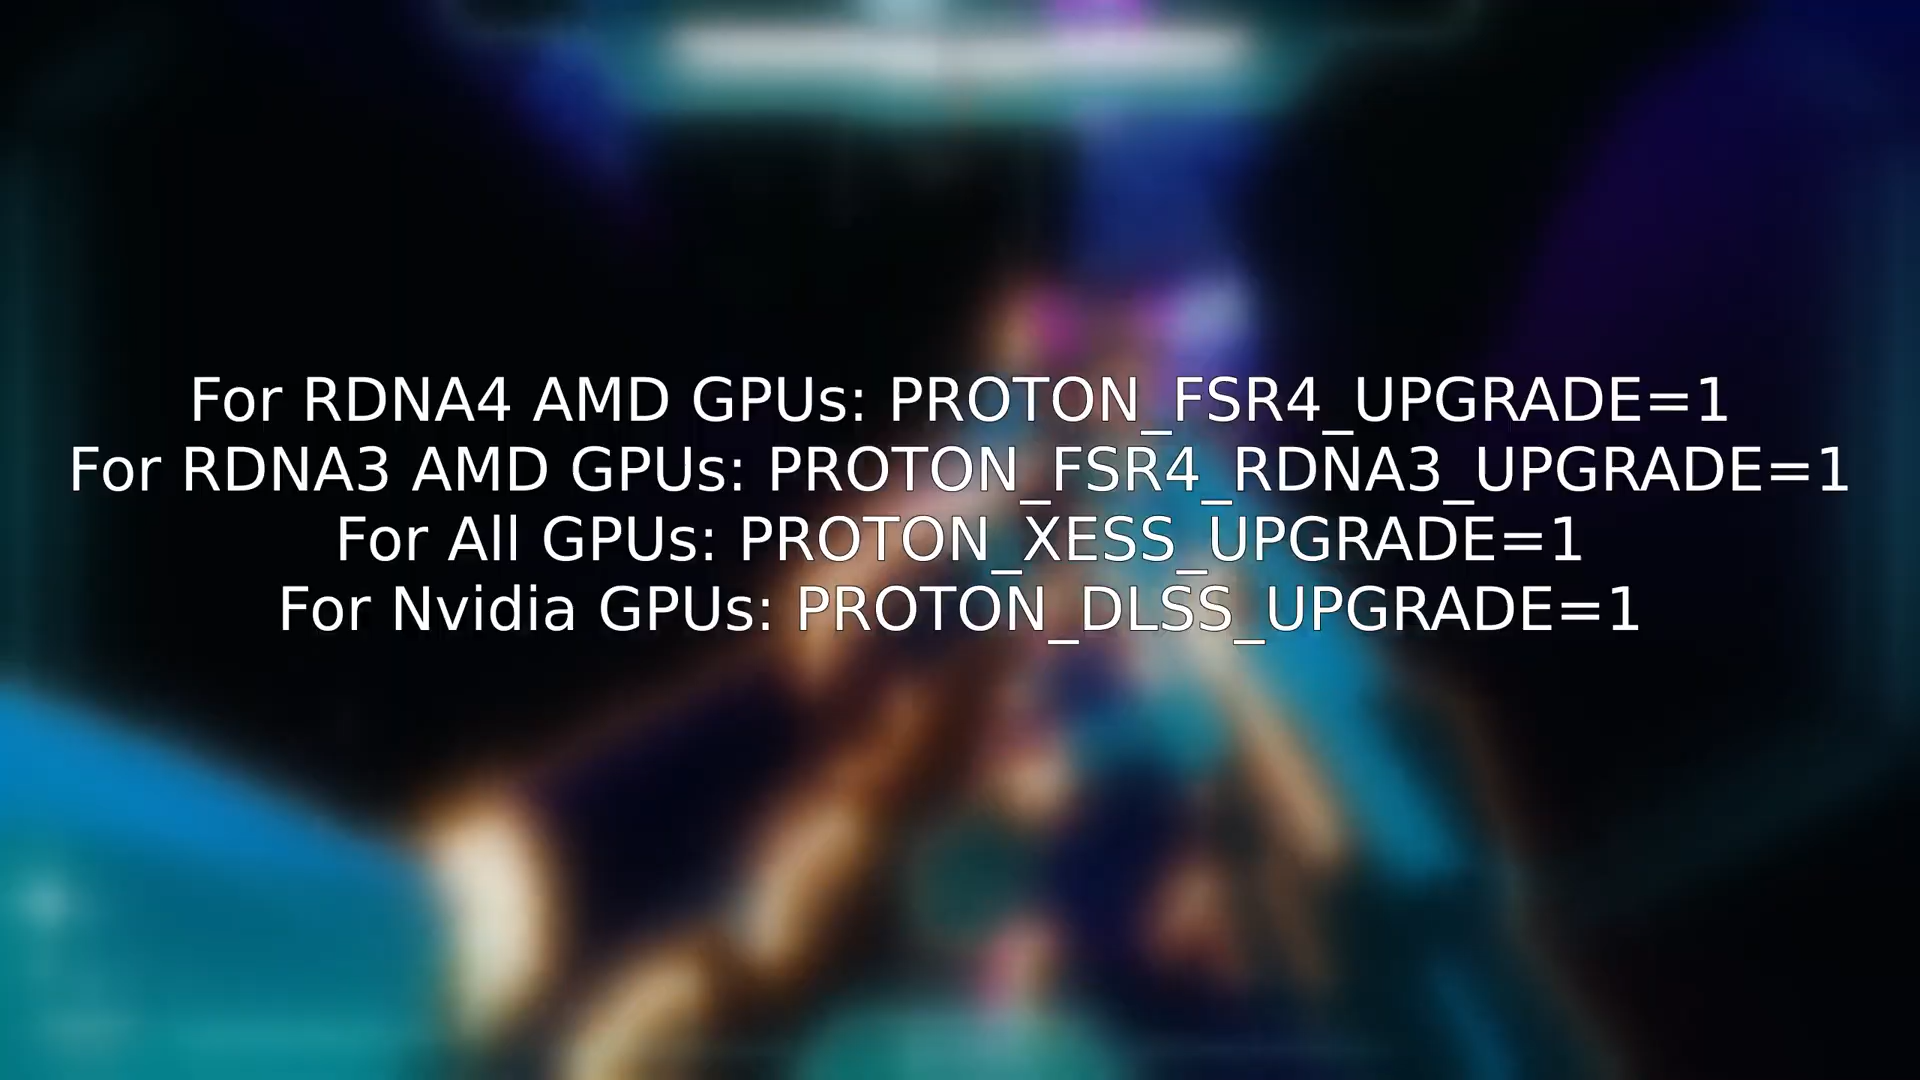 For RDNA4 AMD GPUs: PROTON_FSR4_UPGRADE=1
For RDNA3 AMD GPUs: PROTON_FSR4_RDNA3_UPGRADE=1
For All GPUs: PROTON_XESS_UPGRADE=1
For Nvidia GPUs: PROTON_DLSS_UPGRADE=1